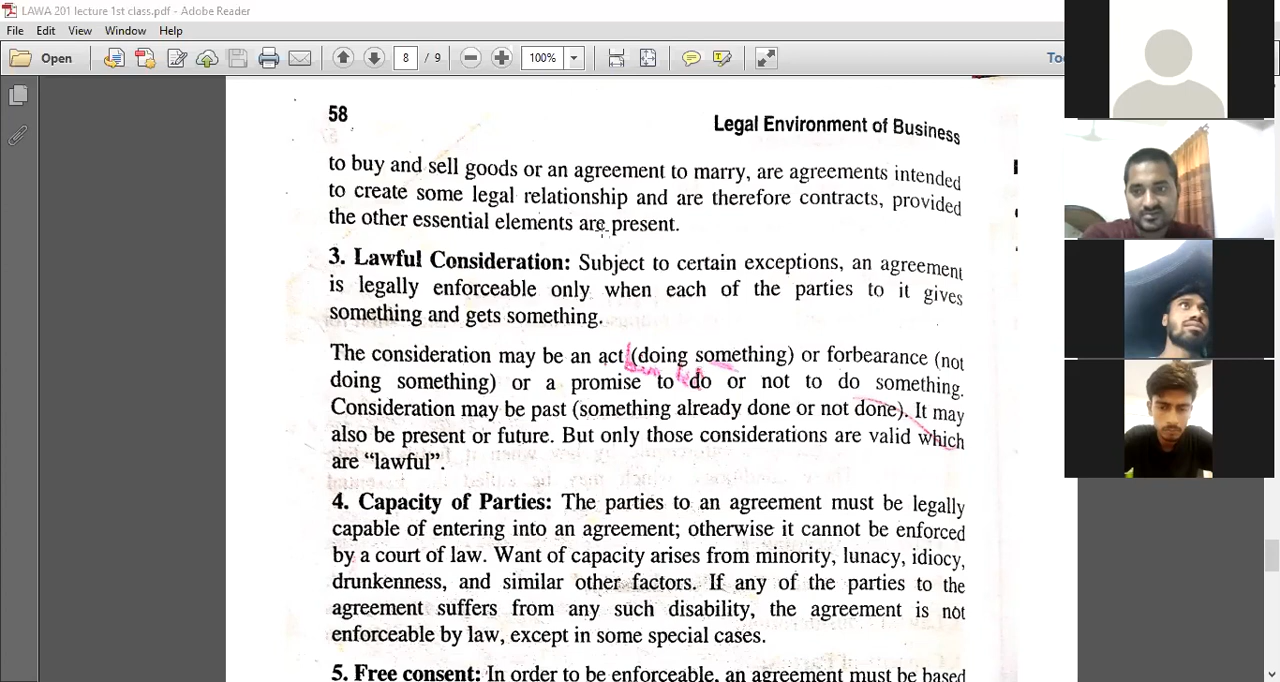 LAWA 201 lecture 1st class.pdf - Adobe Reader
File Edit View Window Help
Open 8 / 9 100%
58
Legal Environment of Business
to buy and sell goods or an agreement to marry, are agreements intended
to create some legal relationship and are therefore contracts, provided
the other essential elements are present.
3. Lawful Consideration: Subject to certain exceptions, an agreement
is legally enforceable only when each of the parties to it gives
something and gets something.
The consideration may be an act (doing something) or forbearance (not
doing something) or a promise to do or not to do something.
Consideration may be past (something already done or not done). It may
also be present or future. But only those considerations are valid which
are “lawful”.
4. Capacity of Parties: The parties to an agreement must be legally
capable of entering into an agreement; otherwise it cannot be enforced
by a court of law. Want of capacity arises from minority, lunacy, idiocy,
drunkenness, and similar other factors. If any of the parties to the
agreement suffers from any such disability, the agreement is not
enforceable by law, except in some special cases.
5. Free consent: In order to be enforceable, an agreement must be based